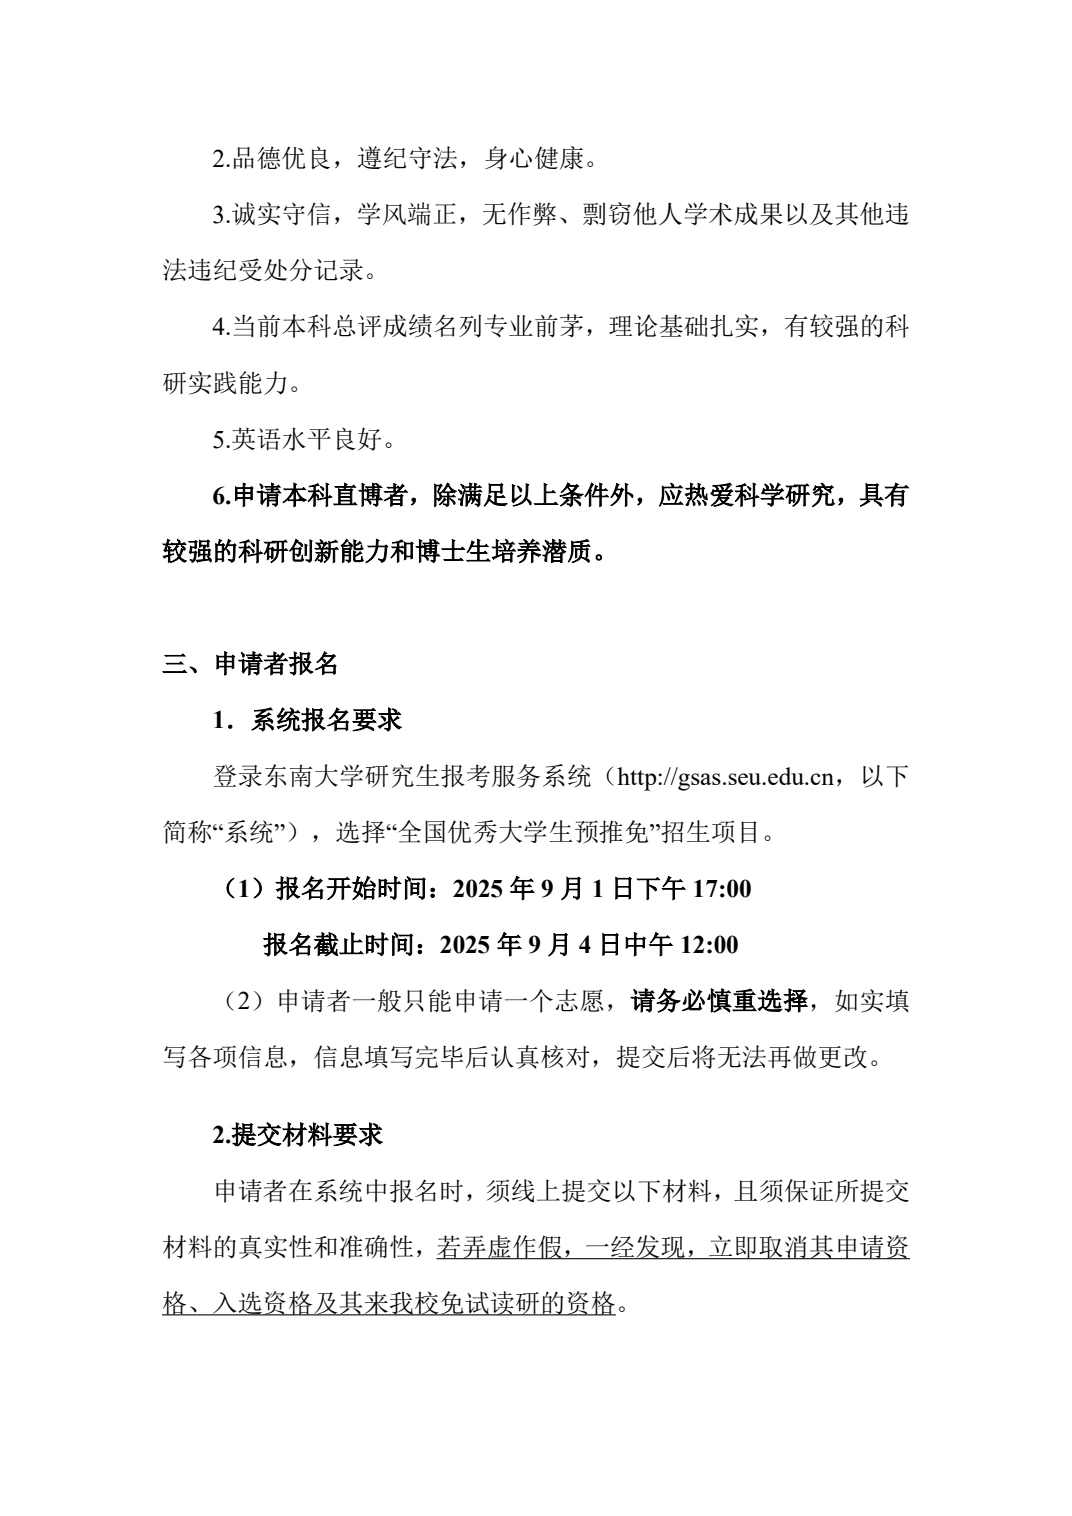 2.品德优良，遵纪守法，身心健康。
3.诚实守信，学风端正，无作弊、剽窃他人学术成果以及其他违
法违纪受处分记录。
4.当前本科总评成绩名列专业前茅，理论基础扎实，有较强的科
研实践能力。
5.英语水平良好。
6.申请本科直博者，除满足以上条件外，应热爱科学研究，具有
较强的科研创新能力和博士生培养潜质。
三、申请者报名
1．系统报名要求
登录东南大学研究生报考服务系统（http://gsas.seu.edu.cn，以下
简称“系统”），选择“全国优秀大学生预推免”招生项目。
（1）报名开始时间：2025 年 9 月 1 日下午 17:00
报名截止时间：2025 年 9 月 4 日中午 12:00
（2）申请者一般只能申请一个志愿，请务必慎重选择，如实填
写各项信息，信息填写完毕后认真核对，提交后将无法再做更改。
2.提交材料要求
申请者在系统中报名时，须线上提交以下材料，且须保证所提交
材料的真实性和准确性，若弄虚作假，一经发现，立即取消其申请资
格、入选资格及其来我校免试读研的资格。